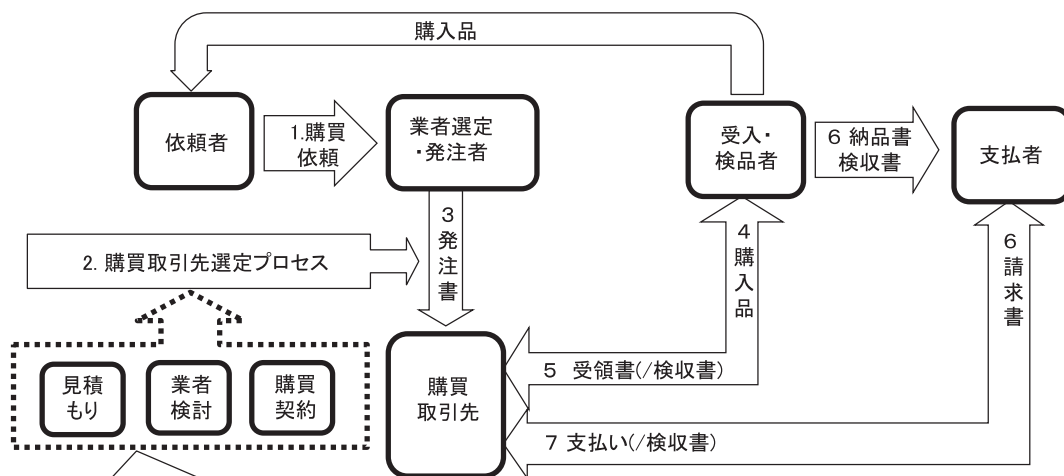 購入品
依頼者
1.購買
依頼
業者選定
・発注者
受入・
検品者
6 納品書
検収書
支払者
2. 購買取引先選定プロセス
3発注書
4購入品
6請求書
見積
もり
業者
検討
購買
契約
購買
取引先
5 受領書(/検収書)
7 支払い(/検収書)